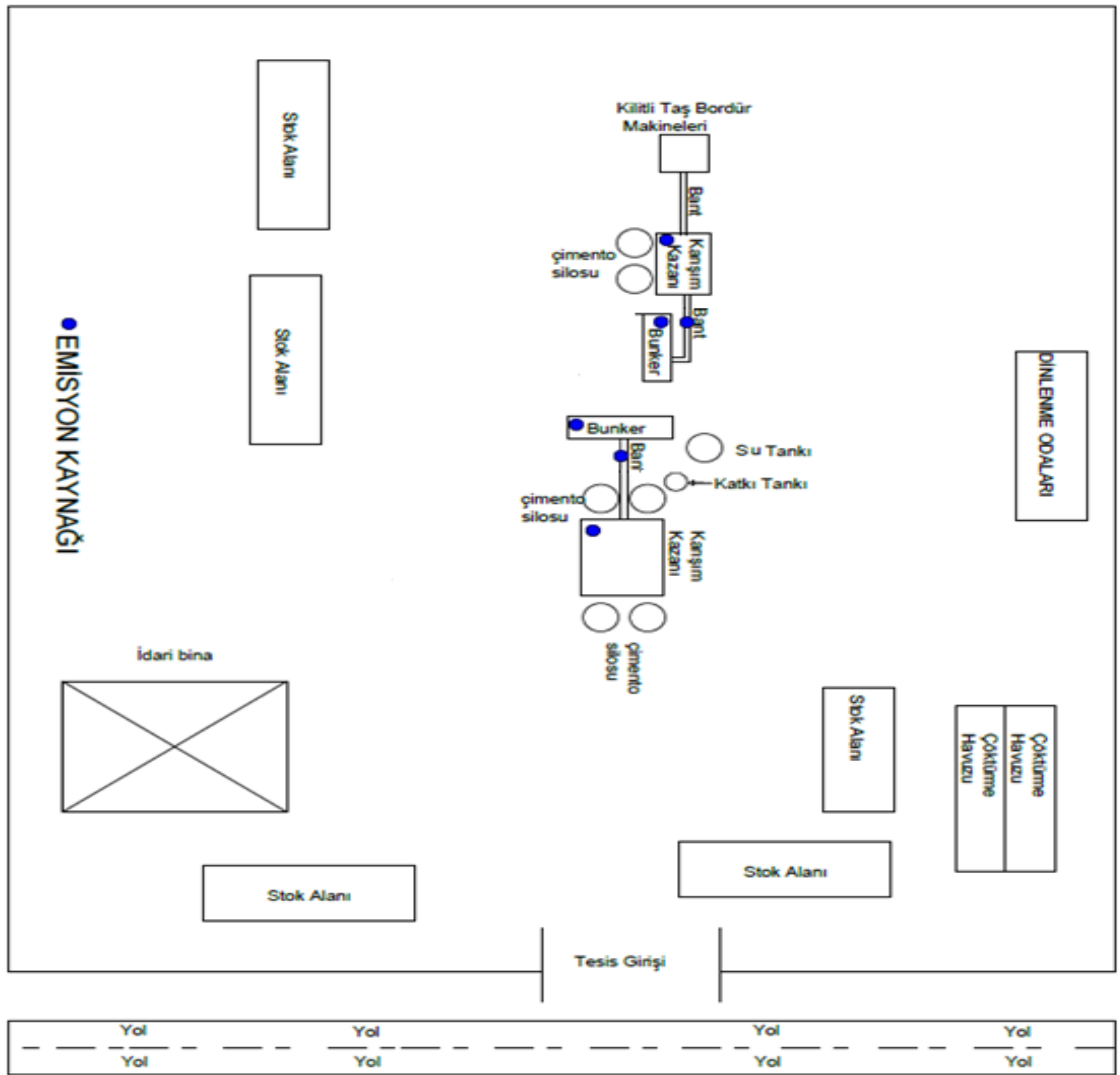 Kilitli Taş Bordür
Makineleri
Stok Alanı
Bant
çimento
silosu
Karışım
Kazanı
Bant
Bunker
Stok Alanı
EMİSYON KAYNAĞI
DİNLENME ODALARI
Bunker
Bant
Su Tankı
Katkı Tankı
çimento
silosu
Karışım
Kazanı
çimento
silosu
İdari bina
Stok Alanı
Çöktürme
Havuzu
Çöktürme
Havuzu
Stok Alanı
Stok Alanı
Tesis Girişi
Yol Yol Yol Yol
Yol Yol Yol Yol